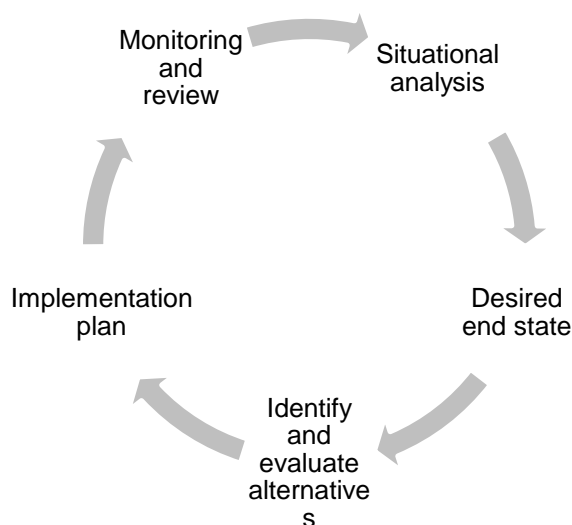 Monitoring
and
review
Situational
analysis
Implementation
plan
Desired
end state
Identify
and
evaluate
alternative
s